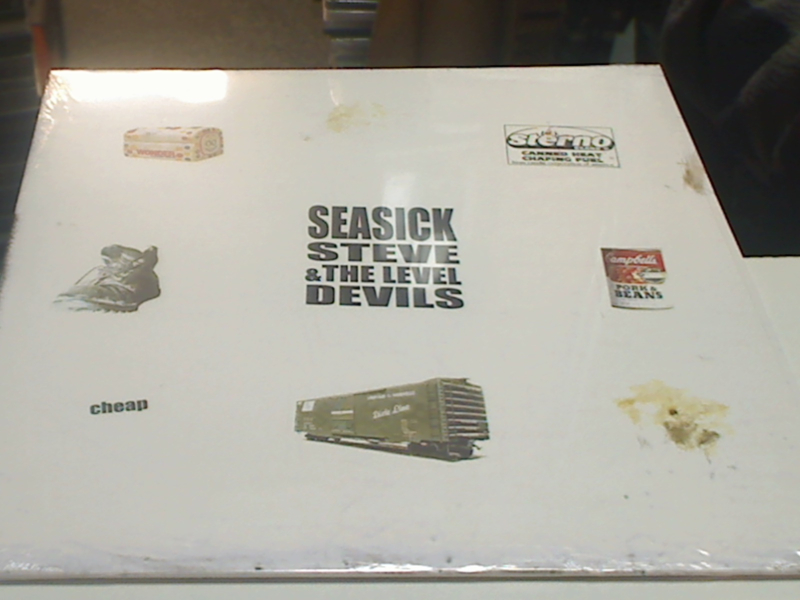 sterno
CANNED HEAT
CHAFING FUEL
SEASICK
STEVE
& THE LEVEL
DEVILS
Campbell's
PORK &
BEANS
cheap